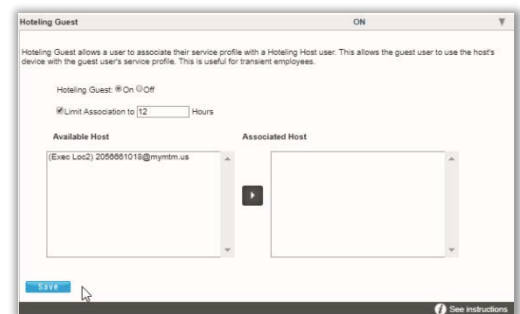 Hoteling Guest ON
Hoteling Guest allows a user to associate their service profile with a Hoteling Host user. This allows the guest user to use the host's
device with the guest user's service profile. This is useful for transient employees.
Hoteling Guest: On Off
Limit Association to 12 Hours
Available Host Associated Host
(Exec Loc2) 2056661018@mymtm.us
Save
See instructions